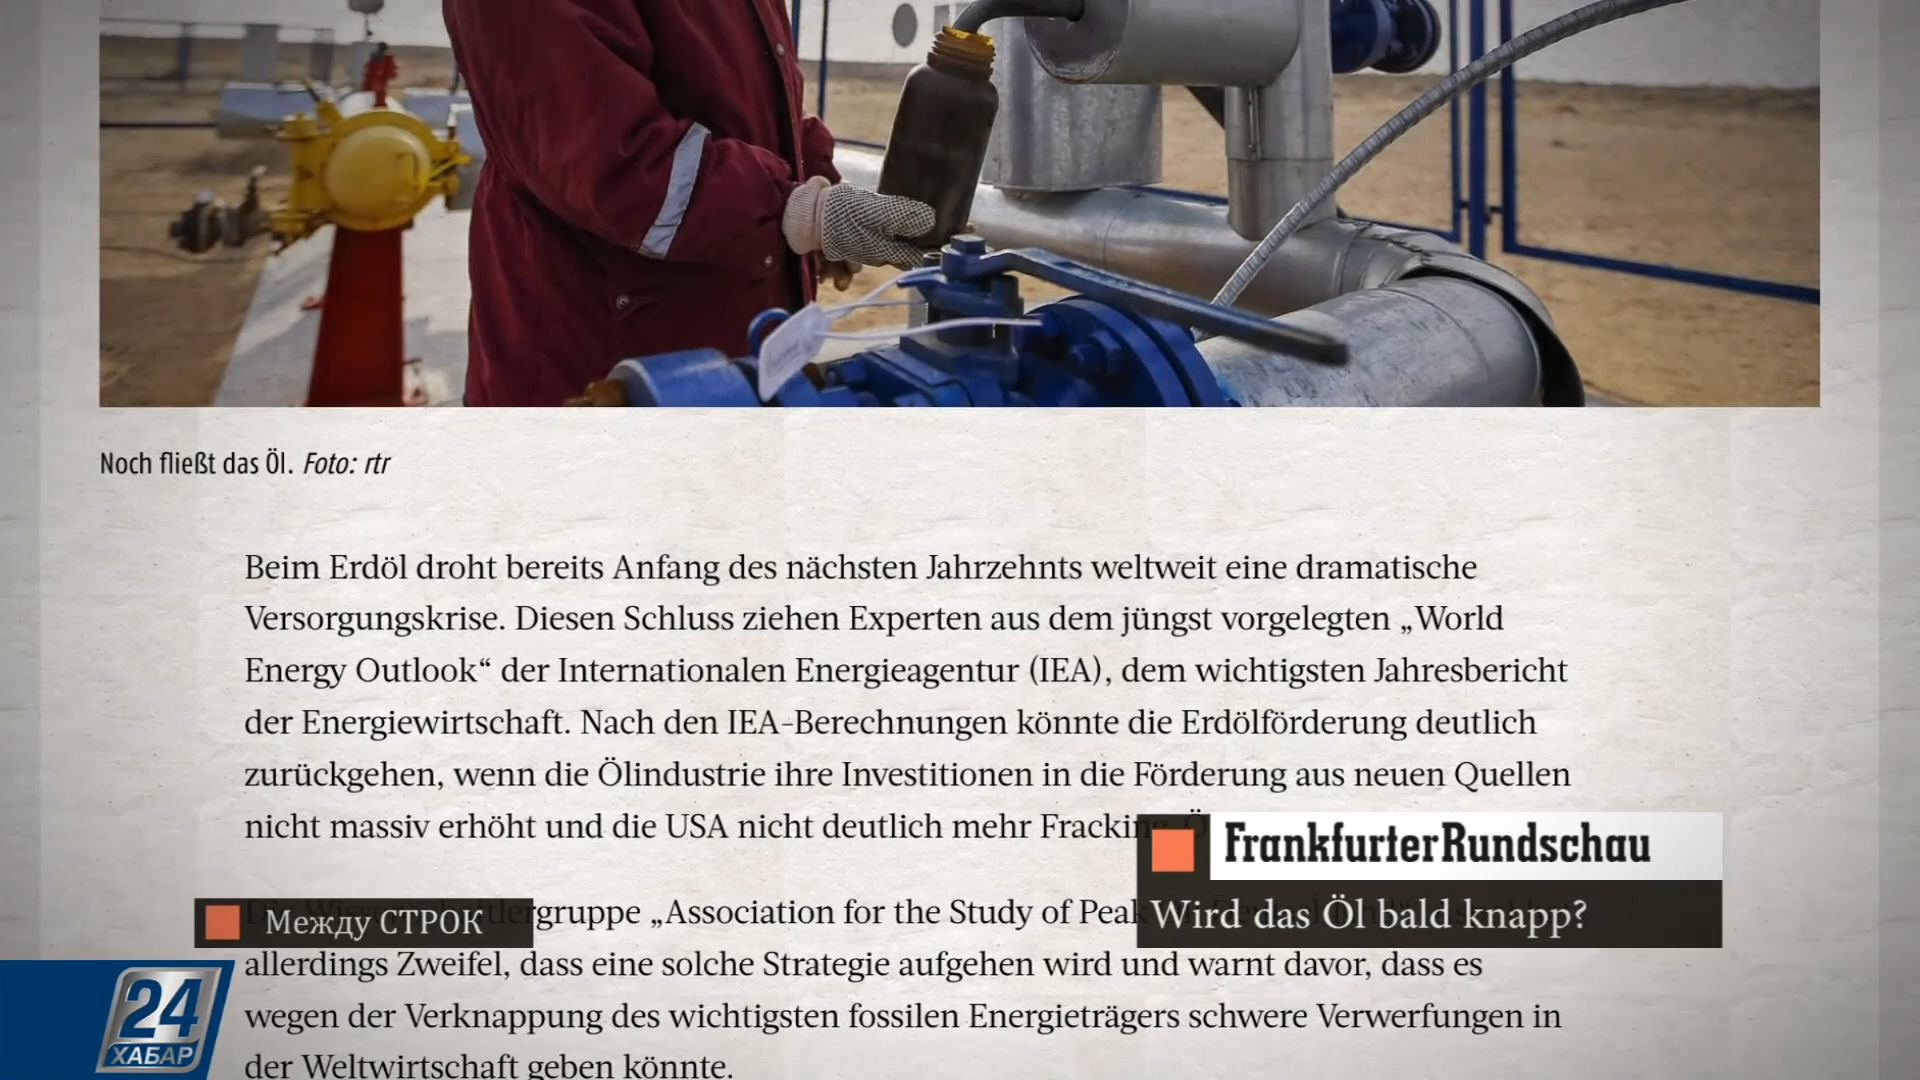 Noch fließt das Öl. Foto: rtr
Beim Erdöl droht bereits Anfang des nächsten Jahrzehnts weltweit eine dramatische
Versorgungskrise. Diesen Schluss ziehen Experten aus dem jüngst vorgelegten „World
Energy Outlook“ der Internationalen Energieagentur (IEA), dem wichtigsten Jahresbericht
der Energiewirtschaft. Nach den IEA-Berechnungen könnte die Erdölförderung deutlich
zurückgehen, wenn die Ölindustrie ihre Investitionen in die Förderung aus neuen Quellen
nicht massiv erhöht und die USA nicht deutlich mehr
FrankfurterRundschau
Wird das Öl bald knapp?
„Association for the Study of Peak
Между СТРОК
allerdings Zweifel, dass eine solche Strategie aufgehen wird und warnt davor, dass es
wegen der Verknappung des wichtigsten fossilen Energieträgers schwere Verwerfungen in
der Weltwirtschaft geben könnte.
24
ХАБАР